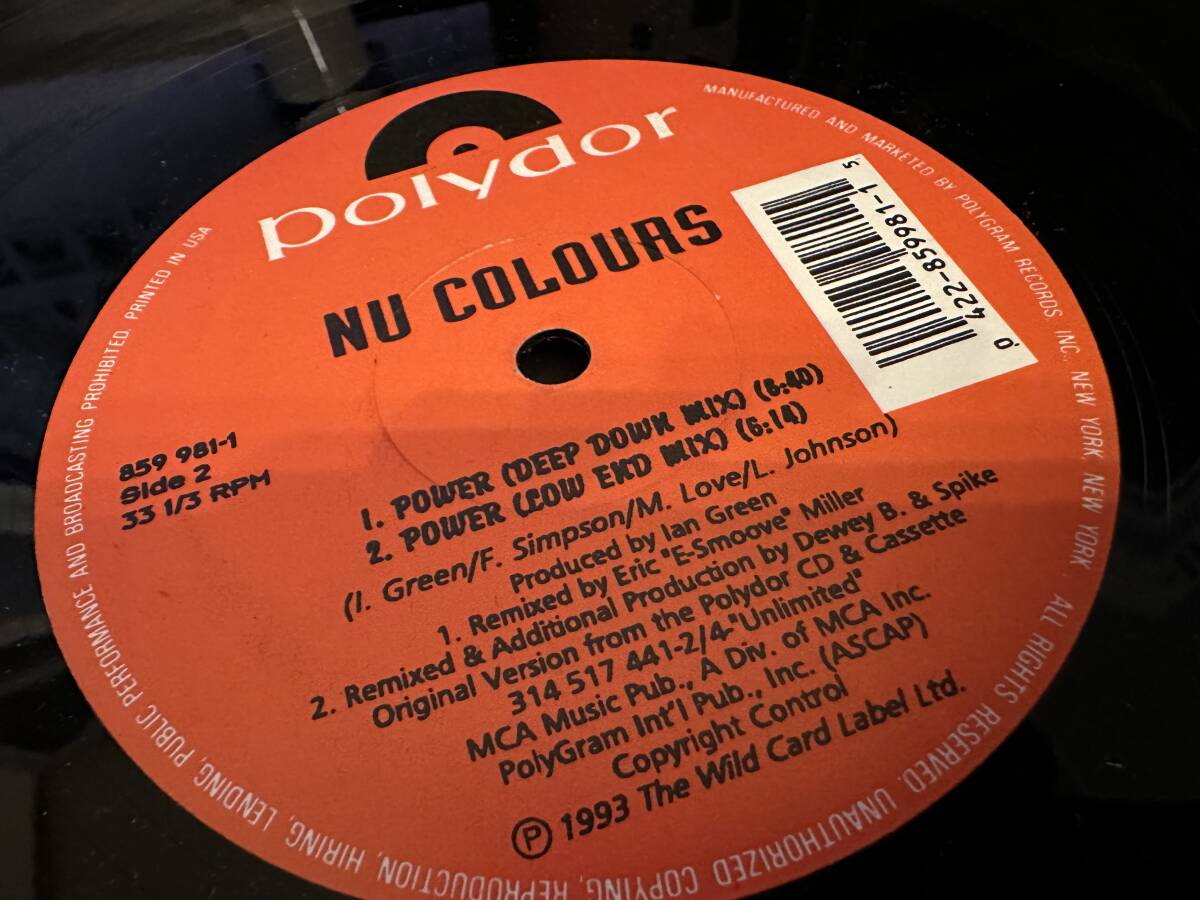 polydor
NU COLOURS
0 422-859981-1 5
859 981-1
Side 2
33 1/3 RPM
1. POWER (DEEP DOWN MIX) (6:40)
2. POWER (LOW END MIX) (6:14)
(I. Green/F. Simpson/M. Love/L. Johnson)
Produced by Ian Green
1. Remixed by Eric "E-Smoove" Miller
2. Remixed & Additional Production by Dewey B. & Spike
Original Version from the Polydor CD & Cassette
314 517 441-2/4-"Unlimited"
MCA Music Pub., A Div. of MCA Inc.
PolyGram Int'l Pub., Inc. (ASCAP)
Copyright Control
Ⓟ 1993 The Wild Card Label Ltd.
MANUFACTURED AND MARKETED BY POLYGRAM RECORDS, INC., NEW YORK, NEW YORK. ALL RIGHTS RESERVED. UNAUTHORIZED COPYING, REPRODUCTION, HIRING, LENDING, PUBLIC PERFORMANCE AND BROADCASTING PROHIBITED. PRINTED IN USA